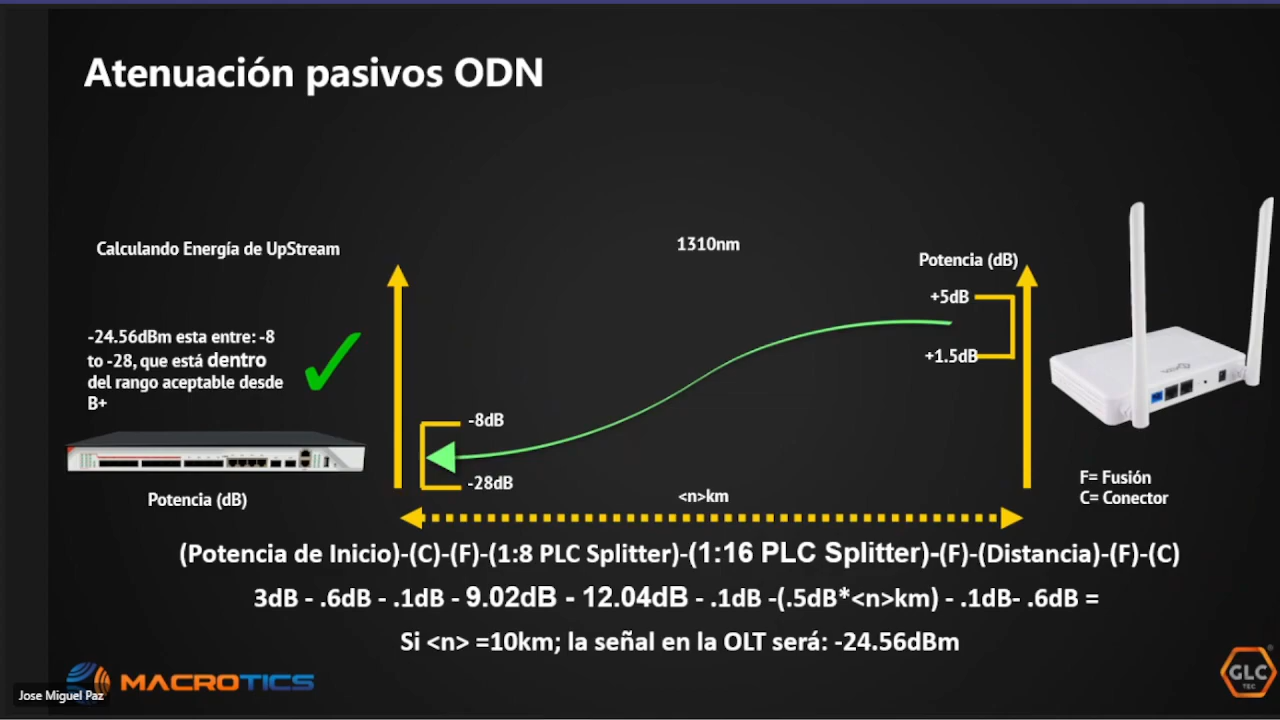 Atenuación pasivos ODN
Calculando Energía de UpStream
1310nm
Potencia (dB)
+5dB
+1.5dB
-24.56dBm esta entre: -8
to -28, que está dentro
del rango aceptable desde
B+
-8dB
-28dB
Potencia (dB)
<n>km
F= Fusión
C= Conector
(Potencia de Inicio)-(C)-(F)-(1:8 PLC Splitter)-(1:16 PLC Splitter)-(F)-(Distancia)-(F)-(C)
3dB - .6dB - .1dB - 9.02dB - 12.04dB - .1dB -(.5dB*<n>km) - .1dB- .6dB =
Si <n> =10km; la señal en la OLT será: -24.56dBm
MACROTICS
Jose Miguel Paz
GLC
TEC